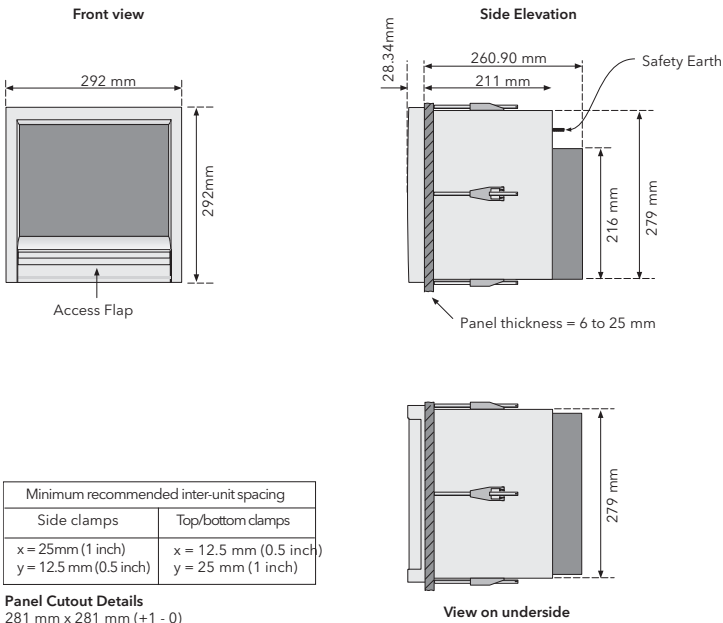 Front view
Side Elevation
28.34mm
260.90 mm
211 mm
Safety Earth
292 mm
292mm
216 mm
279 mm
Access Flap
Panel thickness = 6 to 25 mm
279 mm
Minimum recommended inter-unit spacing
Side clamps
Top/bottom clamps
x = 25mm (1 inch)
y = 12.5 mm (0.5 inch)
x = 12.5 mm (0.5 inch)
y = 25 mm (1 inch)
Panel Cutout Details
281 mm x 281 mm (+1 - 0)
View on underside